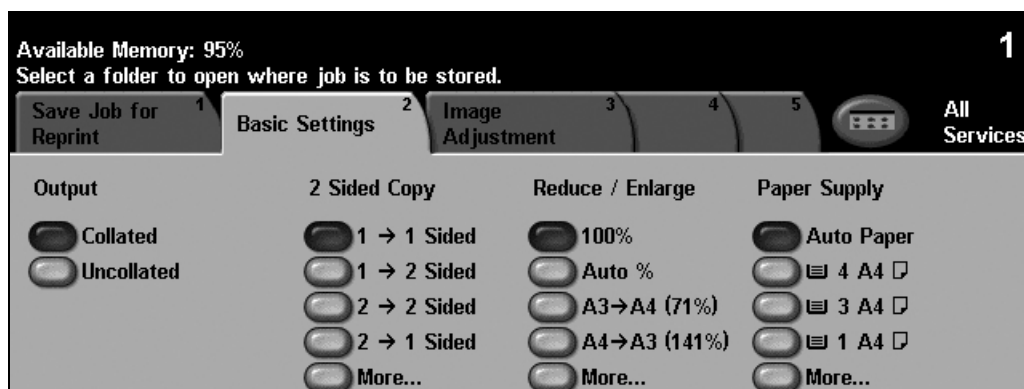 Available Memory: 95%
1
Select a folder to open where job is to be stored.
Save Job for Reprint 1
Basic Settings 2
Image Adjustment 3
4
5
All Services
Output
Collated
Uncollated
2 Sided Copy
1 → 1 Sided
1 → 2 Sided
2 → 2 Sided
2 → 1 Sided
More...
Reduce / Enlarge
100%
Auto %
A3→A4 (71%)
A4→A3 (141%)
More...
Paper Supply
Auto Paper
4 A4
3 A4
1 A4
More...